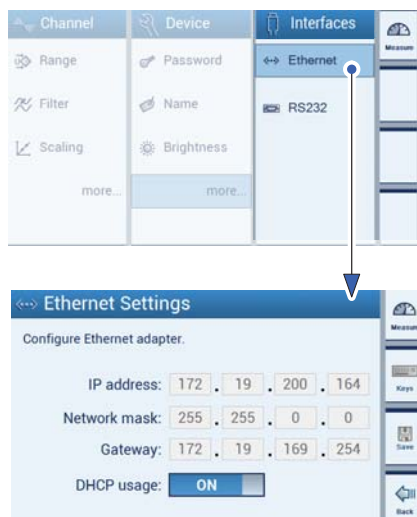 Channel Device Interfaces
Measure
Range Password Ethernet
Filter Name RS232
Scaling Brightness
more... more...
Ethernet Settings
Measure
Configure Ethernet adapter.
IP address: 172 . 19 . 200 . 164
Keys
Network mask: 255 . 255 . 0 . 0
Save
Gateway: 172 . 19 . 169 . 254
DHCP usage: ON
Back